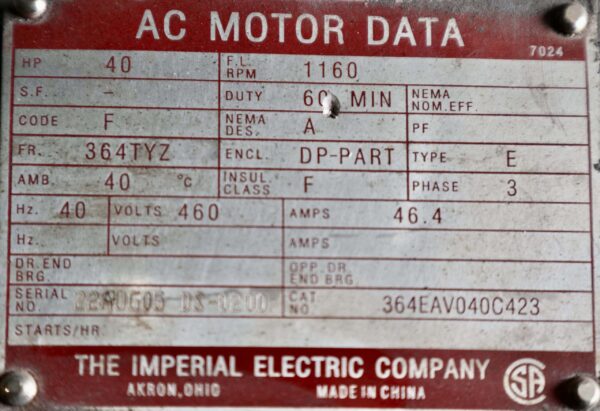 AC MOTOR DATA
7024
HP 40 F.L. RPM 1160
S.F. - DUTY 60 MIN NEMA NOM.EFF.
CODE F NEMA DES. A PF
FR. 364TYZ ENCL. DP-PART TYPE E
AMB. 40 °C INSUL. CLASS F PHASE 3
Hz. 40 VOLTS 460 AMPS 46.4
Hz. VOLTS AMPS
DR.END BRG. OPP.DR. END BRG.
SERIAL NO. CAT NO 364EAV040C423
STARTS/HR.
THE IMPERIAL ELECTRIC COMPANY
AKRON, OHIO MADE IN CHINA
SA